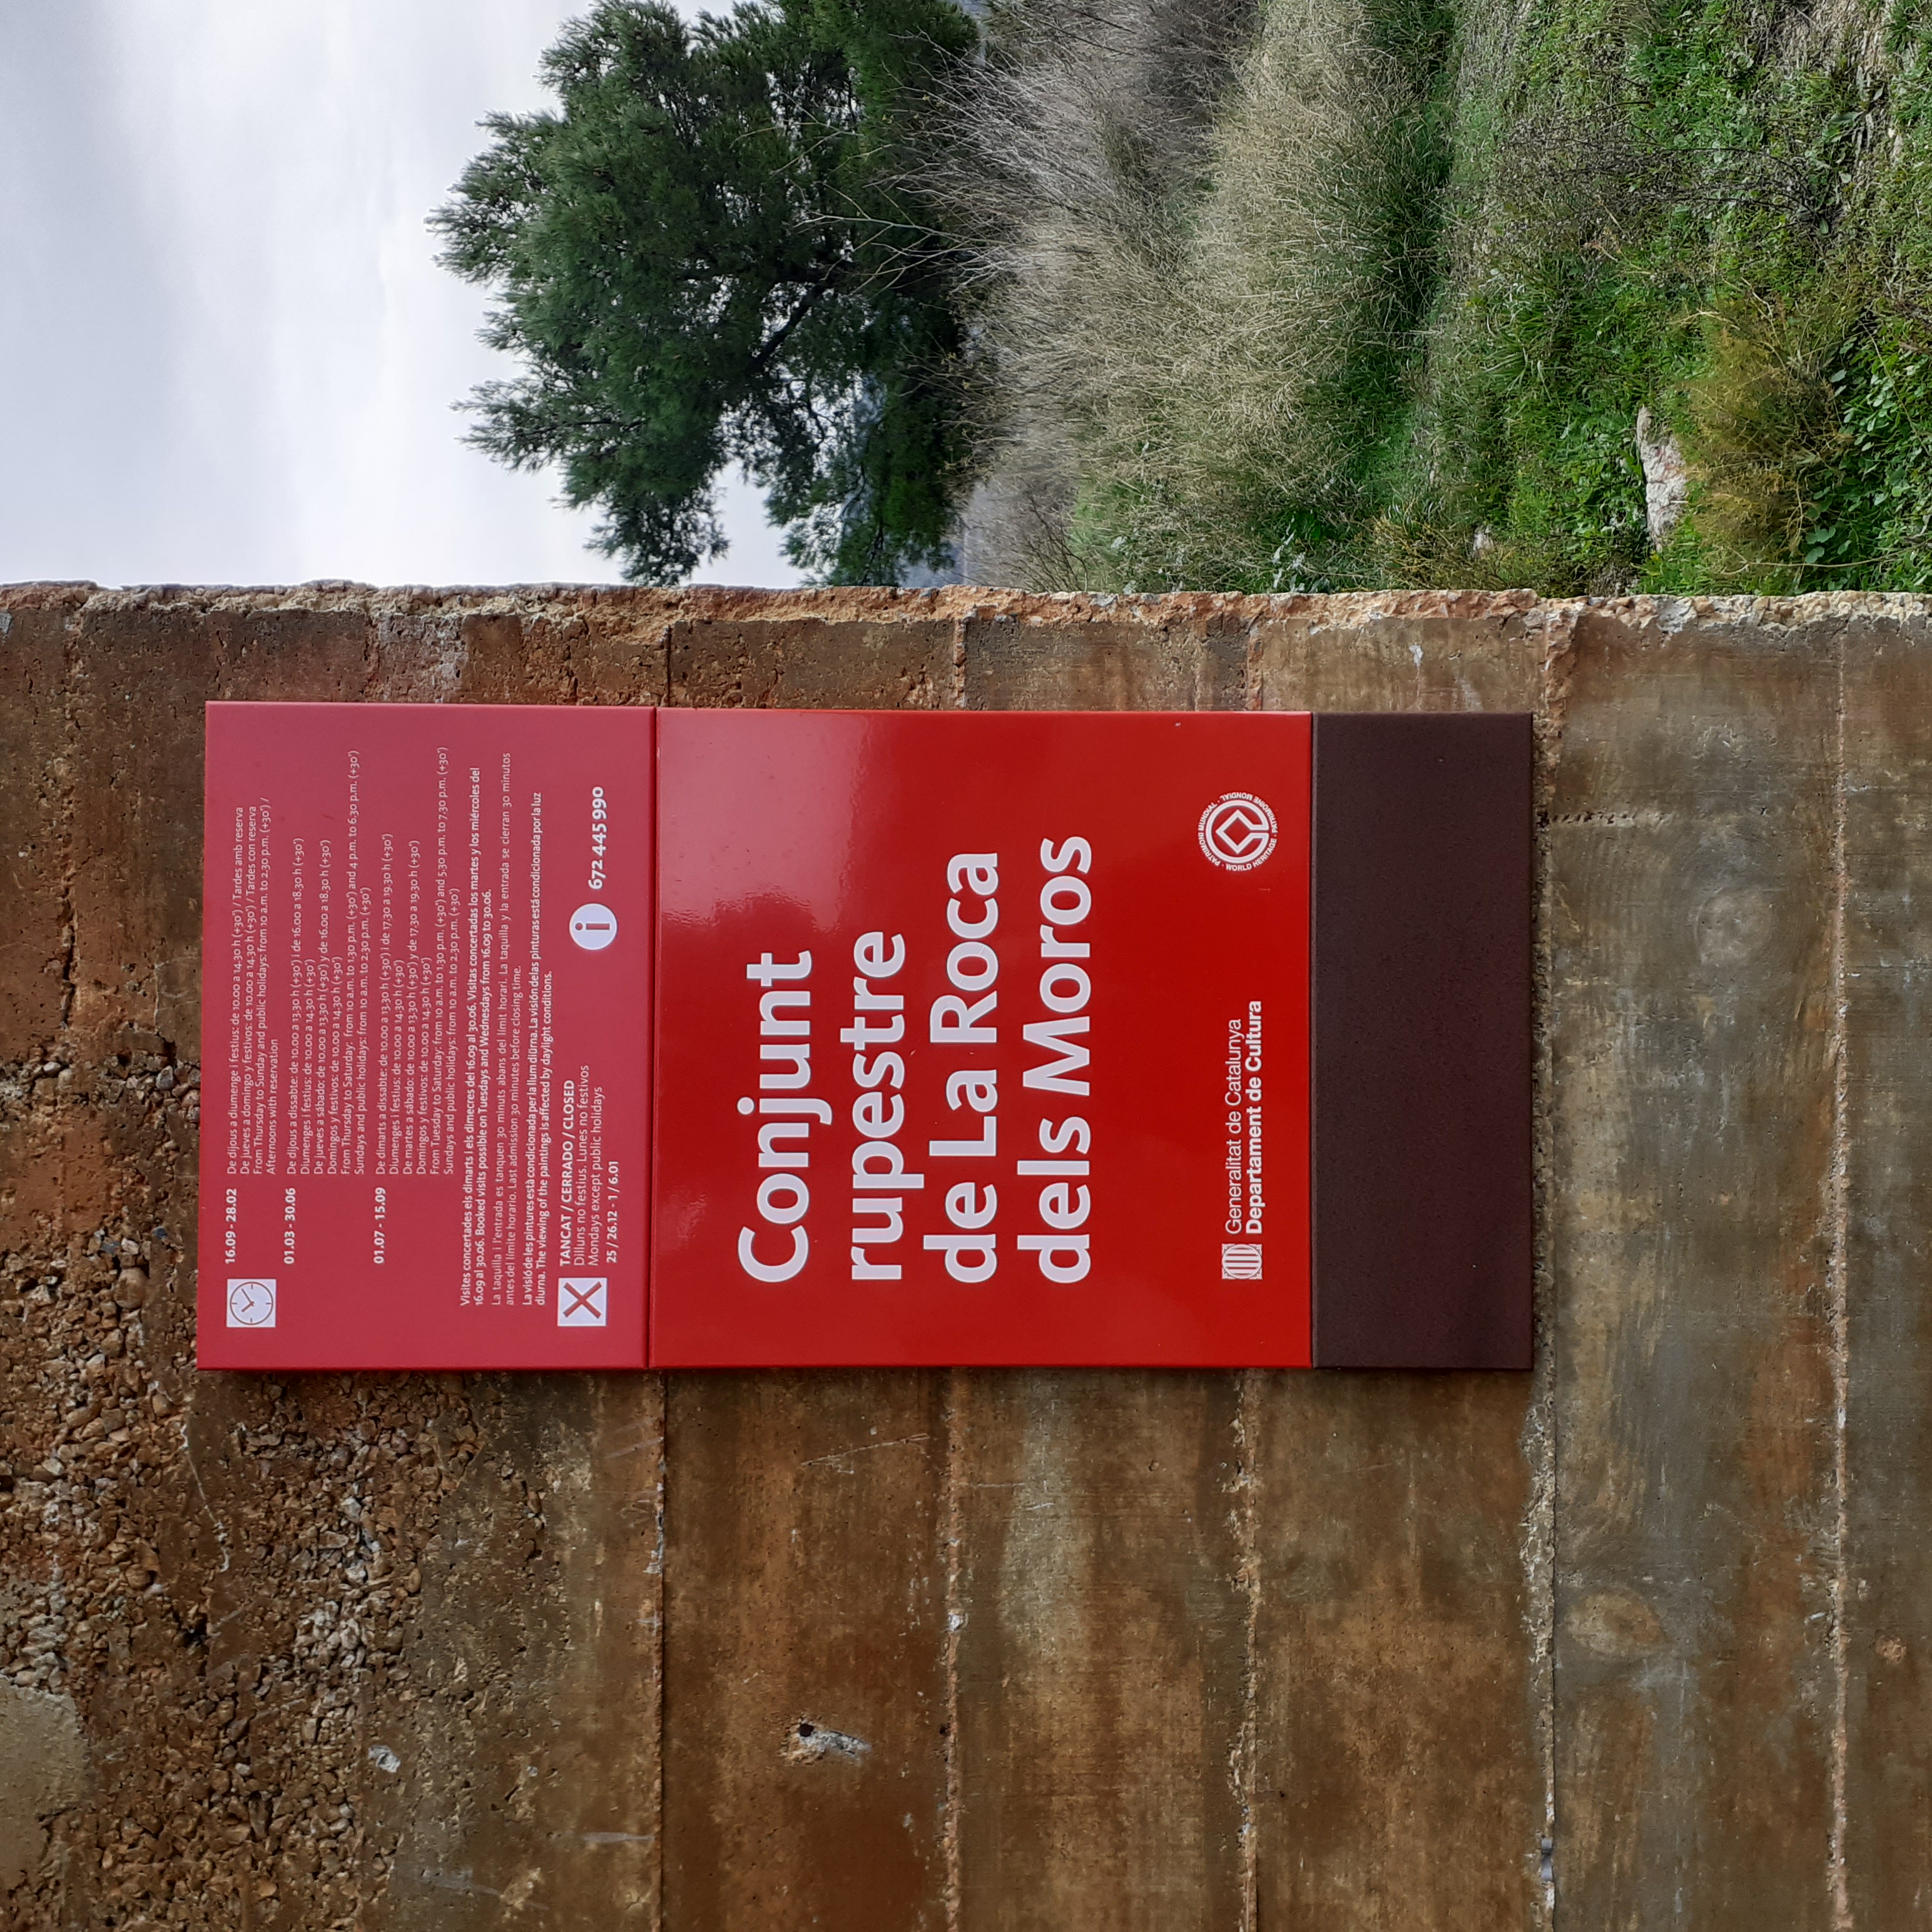 16.09 - 28.02 De dijous a diumenge i festius: de 10.00 a 14.30 h (+30') / Tardes amb reserva
De jueves a domingo y festivos: de 10.00 a 14.30 h (+30') / Tardes con reserva
From Thursday to Sunday and public holidays: from 10 a.m. to 2.30 p.m. (+30') /
Afternoons with reservation
01.03 - 30.06 De dijous a dissabte: de 10.00 a 13.30 h (+30') i de 16.00 a 18.30 h (+30')
Diumenges i festius: de 10.00 a 14.30 h (+30')
De jueves a sábado: de 10.00 a 13.30 h (+30') y de 16.00 a 18.30 h (+30')
Domingos y festivos: de 10.00 a 14.30 h (+30')
From Thursday to Saturday: from 10 a.m. to 1.30 p.m. (+30') and 4 p.m. to 6.30 p.m. (+30')
Sundays and public holidays: from 10 a.m. to 2.30 p.m. (+30')
01.07 - 15.09 De dimarts a dissabte: de 10.00 a 13.30 h (+30') i de 17.30 a 19.30 h (+30')
Diumenges i festius: de 10.00 a 14.30 h (+30')
De martes a sábado: de 10.00 a 13.30 h (+30') y de 17.30 a 19.30 h (+30')
Domingos y festivos: de 10.00 a 14.30 h (+30')
From Tuesday to Saturday: from 10 a.m. to 1.30 p.m. (+30') and 5.30 p.m. to 7.30 p.m. (+30')
Sundays and public holidays: from 10 a.m. to 2.30 p.m. (+30')
Visites concertades els dimarts i els dimecres del 16.09 al 30.06. Visitas concertadas los martes y los miércoles del
16.09 al 30.06. Booked visits possible on Tuesdays and Wednesdays from 16.09 to 30.06.
La taquilla i l'entrada es tanquen 30 minuts abans del límit horari. La taquilla y la entrada se cierran 30 minutos
antes del límite horario. Last admission 30 minutes before closing time.
La visió de les pintures està condicionada per la llum diürna. La visión de las pinturas está condicionada por la luz
diurna. The viewing of the paintings is affected by daylight conditions.
TANCAT / CERRADO / CLOSED
Dilluns no festius. Lunes no festivos
Mondays except public holidays
25 / 26.12 - 1 / 6.01
i 672 445 990
Conjunt
rupestre
de La Roca
dels Moros
Generalitat de Catalunya
Departament de Cultura
PATRIMONI MUNDIAL · WORLD HERITAGE · PATRIMOINE MONDIAL ·